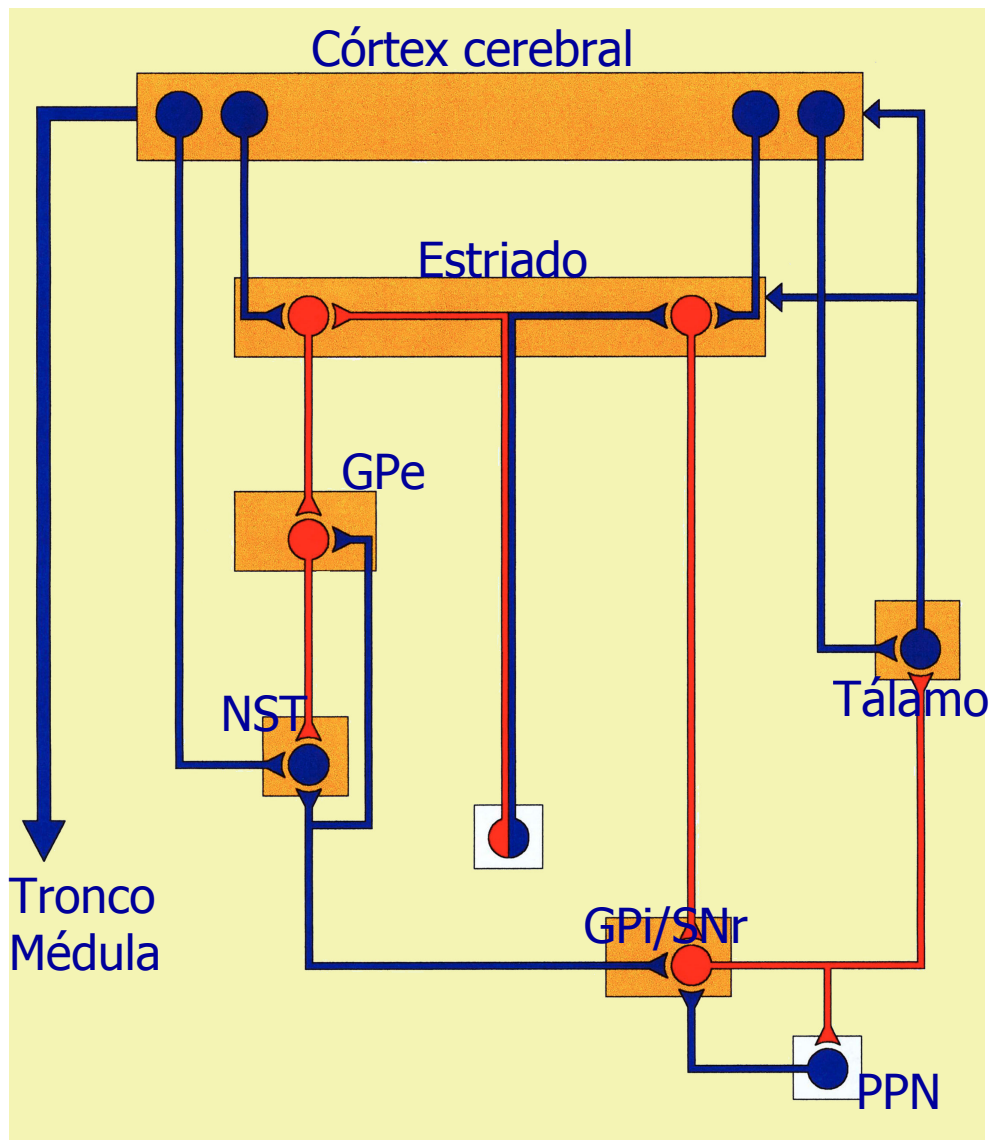 Córtex cerebral
Estriado
GPe
Tálamo
NST
Tronco
Médula
GPi/SNr
PPN